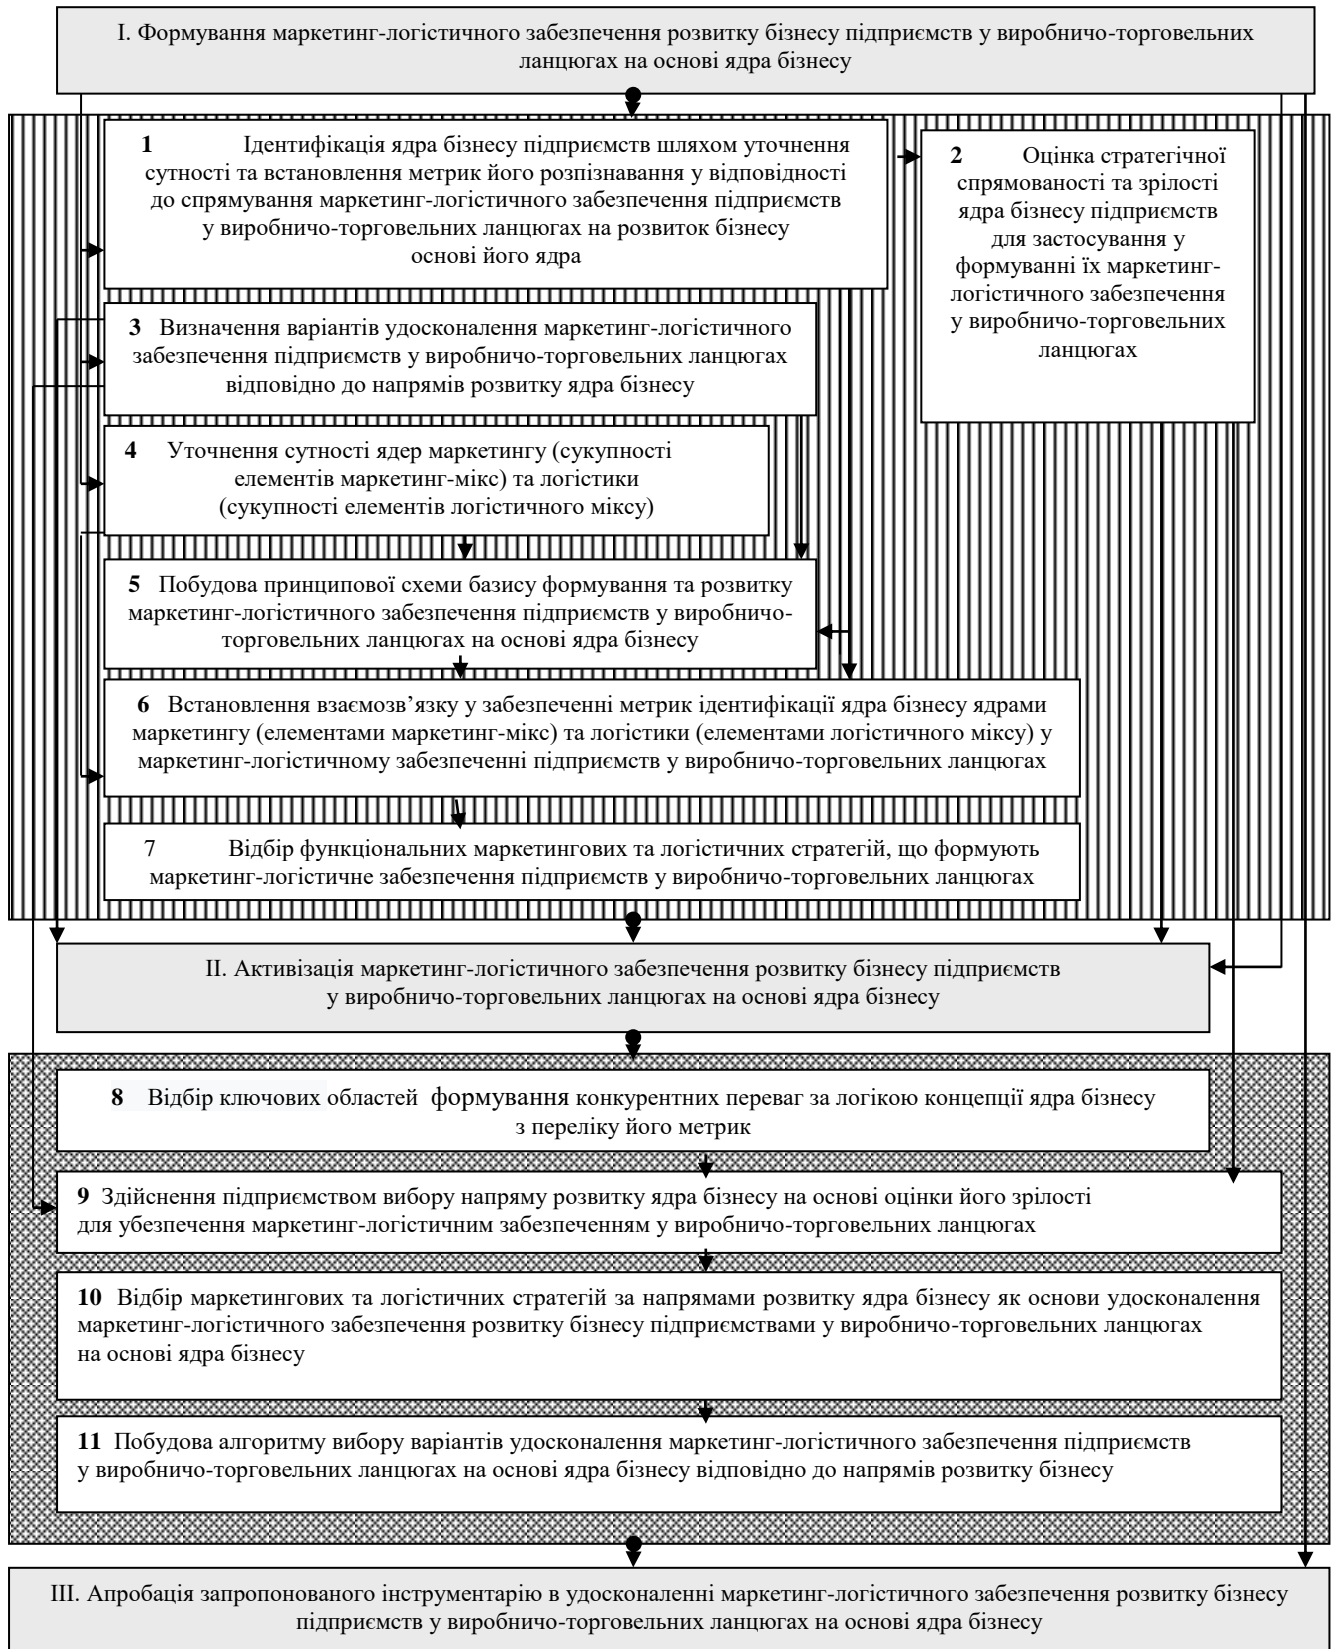 І. Формування маркетинг-логістичного забезпечення розвитку бізнесу підприємств у виробничо-торговельних
ланцюгах на основі ядра бізнесу
1 Ідентифікація ядра бізнесу підприємств шляхом уточнення
сутності та встановлення метрик його розпізнавання у відповідності
до спрямування маркетинг-логістичного забезпечення підприємств
у виробничо-торговельних ланцюгах на розвиток бізнесу
основі його ядра
2 Оцінка стратегічної
спрямованості та зрілості
ядра бізнесу підприємств
для застосування у
формуванні їх маркетинг-
логістичного забезпечення
у виробничо-торговельних
ланцюгах
3 Визначення варіантів удосконалення маркетинг-логістичного
забезпечення підприємств у виробничо-торговельних ланцюгах
відповідно до напрямів розвитку ядра бізнесу
4 Уточнення сутності ядер маркетингу (сукупності
елементів маркетинг-мікс) та логістики
(сукупності елементів логістичного міксу)
5 Побудова принципової схеми базису формування та розвитку
маркетинг-логістичного забезпечення підприємств у виробничо-
торговельних ланцюгах на основі ядра бізнесу
6 Встановлення взаємозв’язку у забезпеченні метрик ідентифікації ядра бізнесу ядрами
маркетингу (елементами маркетинг-мікс) та логістики (елементами логістичного міксу) у
маркетинг-логістичному забезпеченні підприємств у виробничо-торговельних ланцюгах
7 Відбір функціональних маркетингових та логістичних стратегій, що формують
маркетинг-логістичне забезпечення підприємств у виробничо-торговельних ланцюгах
ІІ. Активізація маркетинг-логістичного забезпечення розвитку бізнесу підприємств
у виробничо-торговельних ланцюгах на основі ядра бізнесу
8 Відбір ключових областей формування конкурентних переваг за логікою концепції ядра бізнесу
з переліку його метрик
9 Здійснення підприємством вибору напряму розвитку ядра бізнесу на основі оцінки його зрілості
для убезпечення маркетинг-логістичним забезпеченням у виробничо-торговельних ланцюгах
10 Відбір маркетингових та логістичних стратегій за напрямами розвитку ядра бізнесу як основи удосконалення
маркетинг-логістичного забезпечення розвитку бізнесу підприємствами у виробничо-торговельних ланцюгах
на основі ядра бізнесу
11 Побудова алгоритму вибору варіантів удосконалення маркетинг-логістичного забезпечення підприємств
у виробничо-торговельних ланцюгах на основі ядра бізнесу відповідно до напрямів розвитку бізнесу
ІІІ. Апробація запропонованого інструментарію в удосконаленні маркетинг-логістичного забезпечення розвитку бізнесу
підприємств у виробничо-торговельних ланцюгах на основі ядра бізнесу